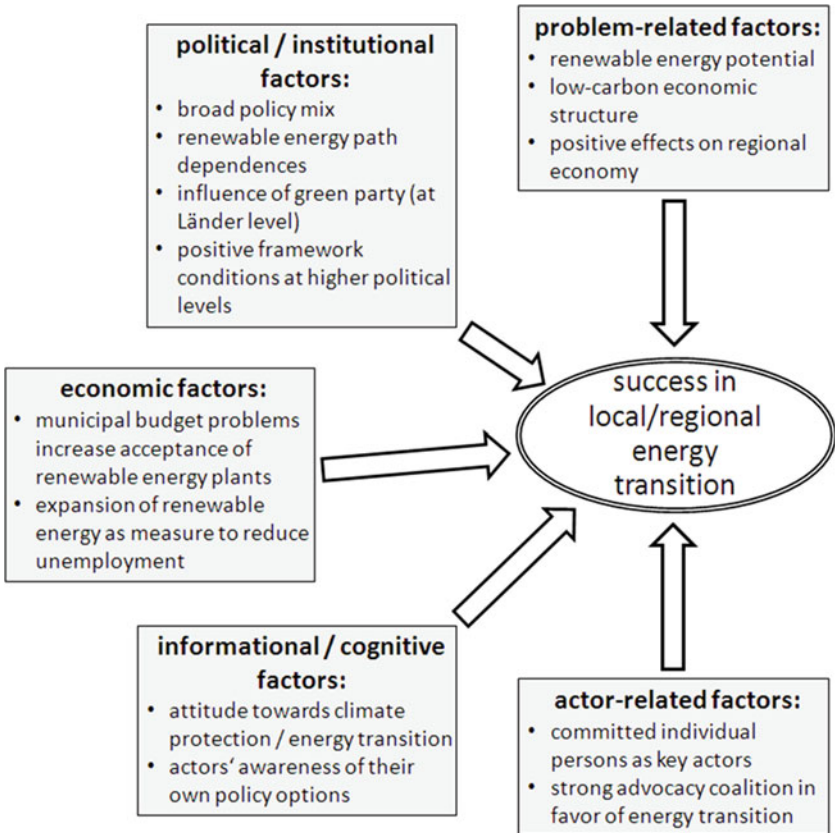 political / institutional
factors:
• broad policy mix
• renewable energy path
dependences
• influence of green party (at
Länder level)
• positive framework
conditions at higher political
levels
problem-related factors:
• renewable energy potential
• low-carbon economic
structure
• positive effects on regional
economy
economic factors:
• municipal budget problems
increase acceptance of
renewable energy plants
• expansion of renewable
energy as measure to reduce
unemployment
success in
local/regional
energy
transition
informational / cognitive
factors:
• attitude towards climate
protection / energy transition
• actors‘ awareness of their
own policy options
actor-related factors:
• committed individual
persons as key actors
• strong advocacy coalition in
favor of energy transition